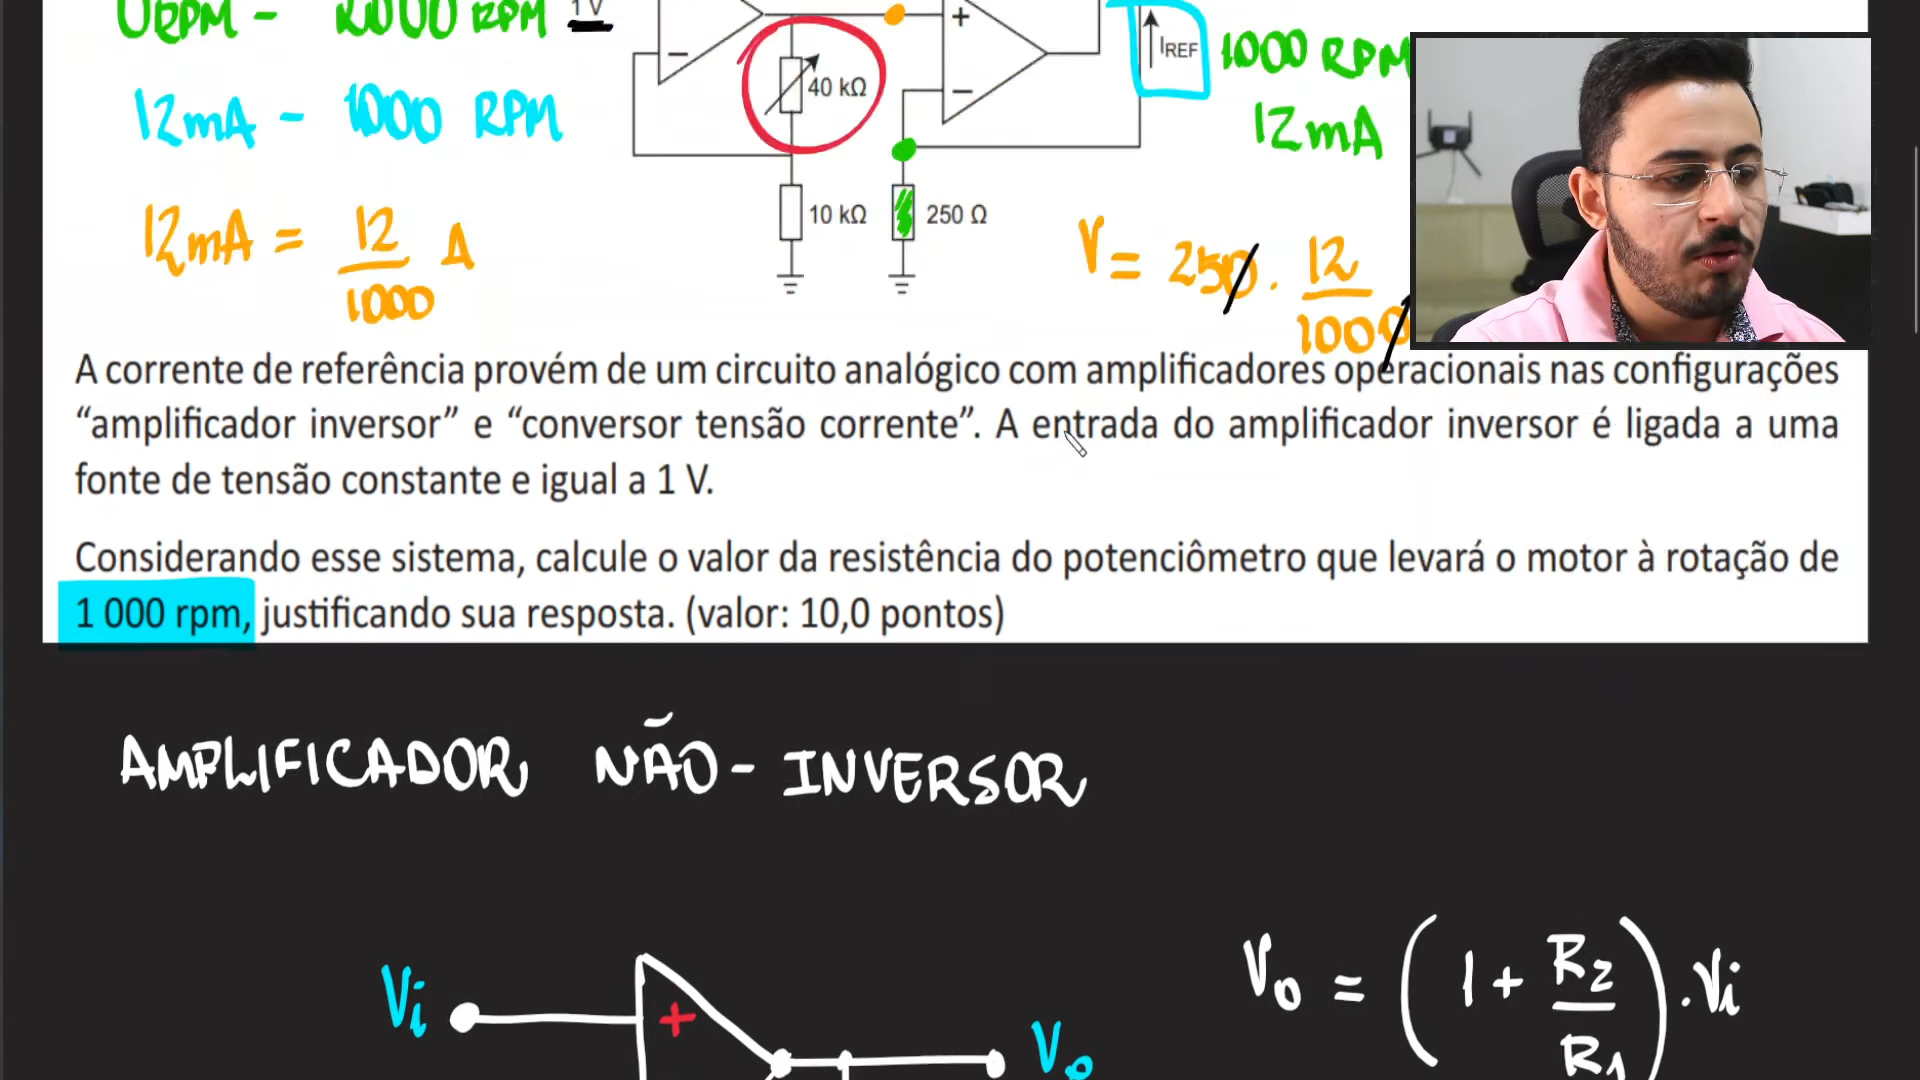 0RPM - 2000 RPM
1 V
12mA - 1000 RPM
12mA = 12/1000 A
40 kΩ
10 kΩ
250 Ω
+
−
−
IREF
1000 RPM
12mA
V = 250 . 12/1000
A corrente de referência provém de um circuito analógico com amplificadores operacionais nas configurações
“amplificador inversor” e “conversor tensão corrente”. A entrada do amplificador inversor é ligada a uma
fonte de tensão constante e igual a 1 V.
Considerando esse sistema, calcule o valor da resistência do potenciômetro que levará o motor à rotação de
1 000 rpm, justificando sua resposta. (valor: 10,0 pontos)
AMPLIFICADOR NÃO - INVERSOR
Vi
+
Vo
Vo = (1 + R2/R1) . Vi